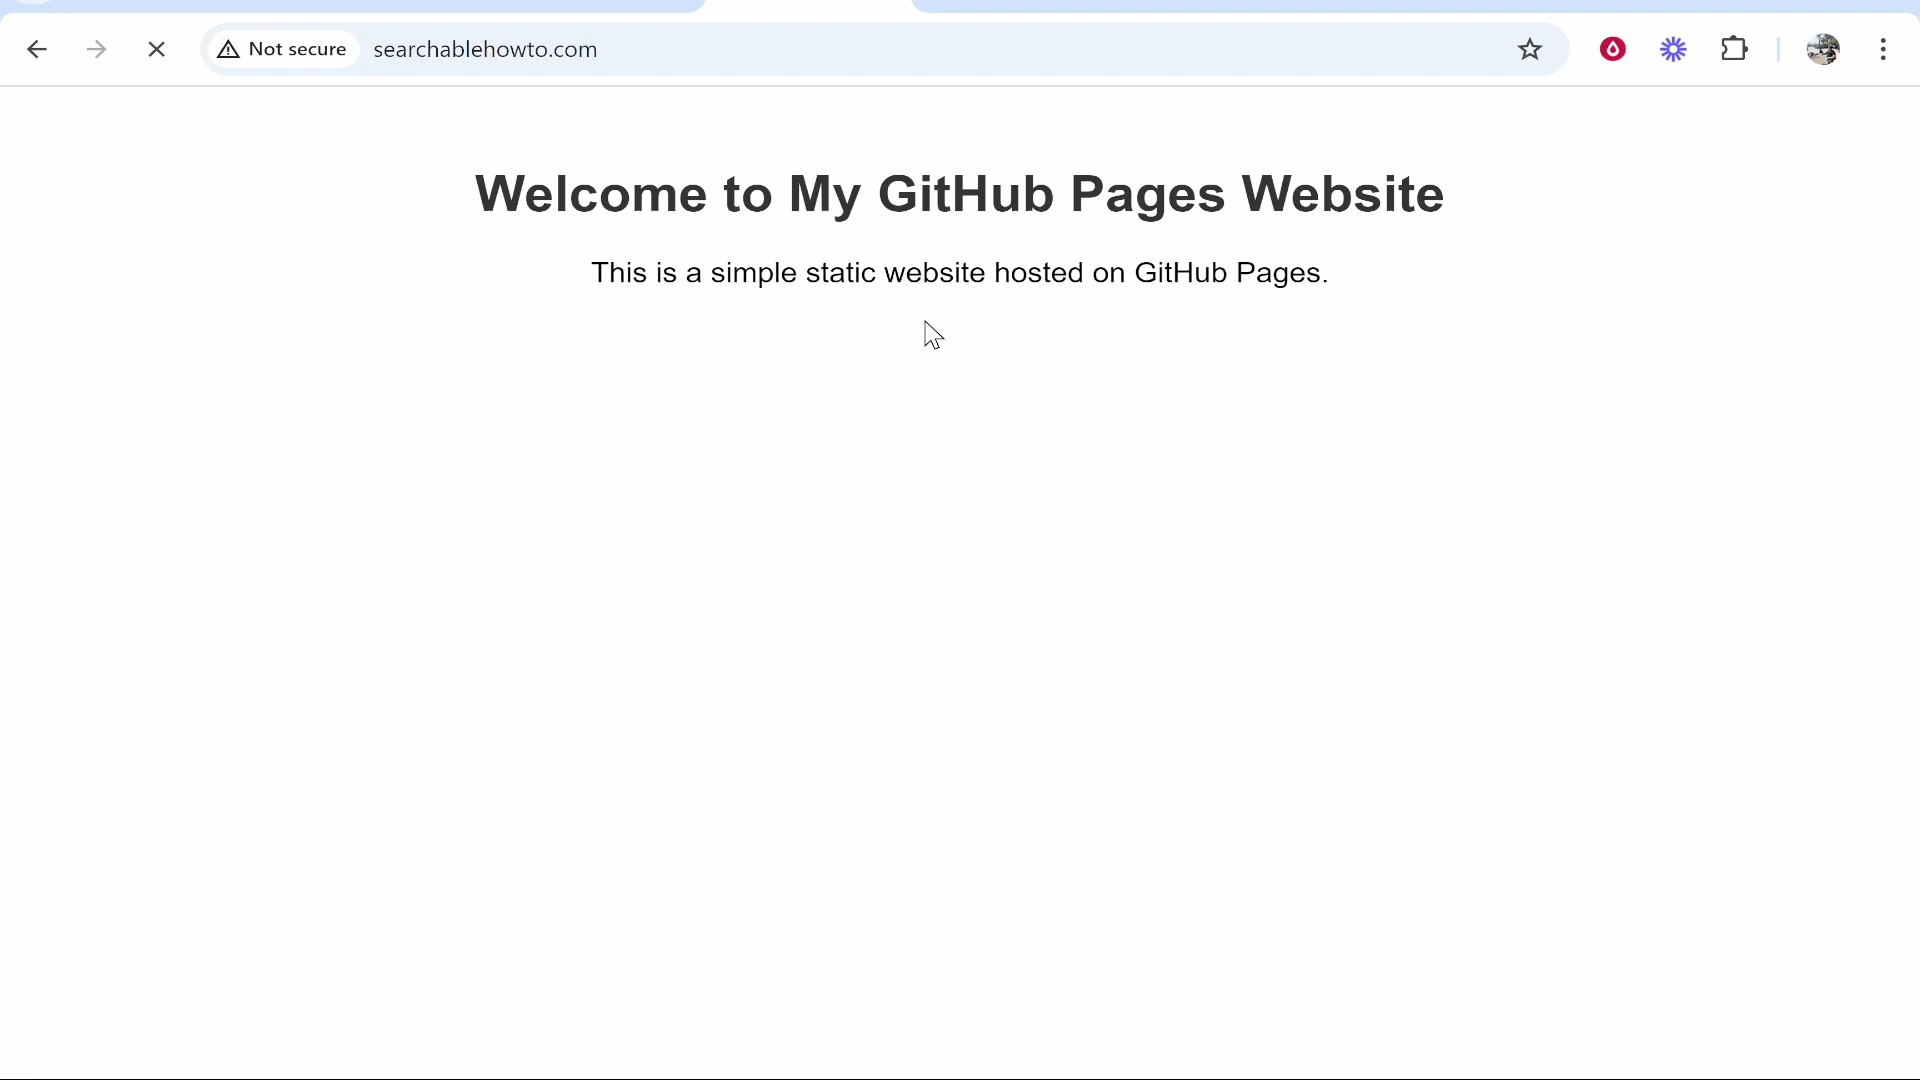 Not secure
searchablehowto.com
Welcome to My GitHub Pages Website
This is a simple static website hosted on GitHub Pages.